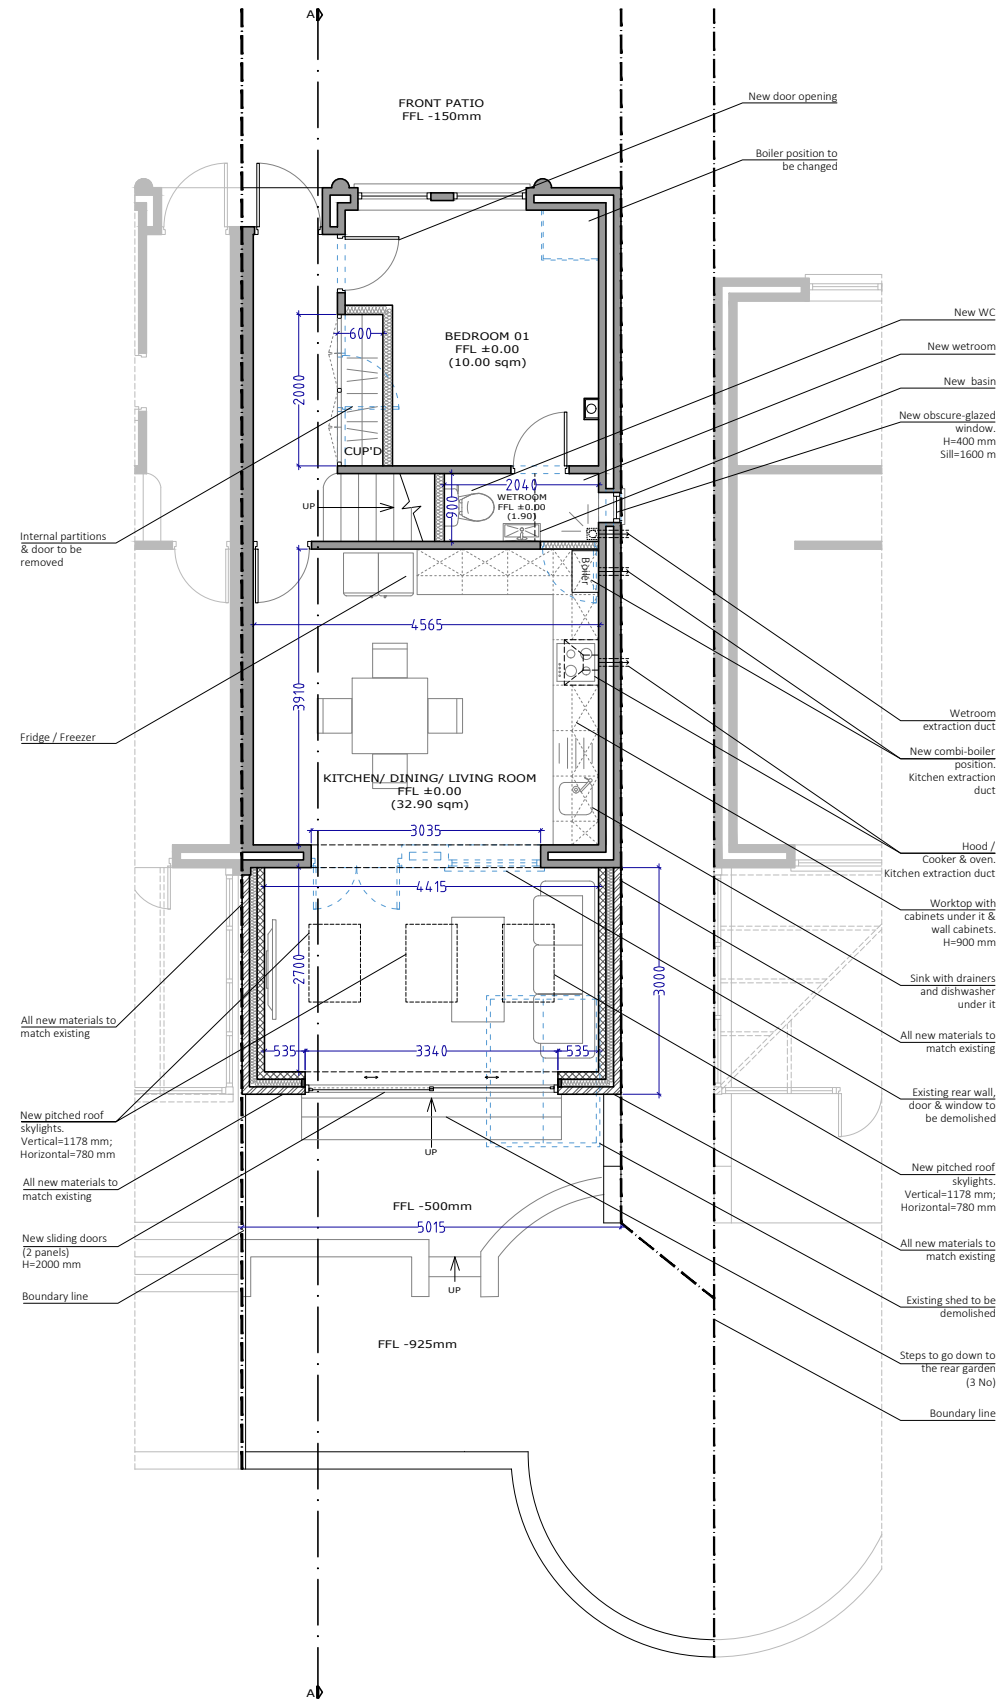 A
FRONT PATIO
FFL -150mm
New door opening
Boiler position to
be changed
BEDROOM 01
FFL ±0.00
(10.00 sqm)
600
2000
CUP'D
New WC
New wetroom
New basin
New obscure-glazed
window.
H=400 mm
Sill=1600 m
2040
900
WETROOM
FFL ±0.00
(1.90)
UP
Internal partitions
& door to be
removed
Boiler
4565
3910
Fridge / Freezer
KITCHEN/ DINING/ LIVING ROOM
FFL ±0.00
(32.90 sqm)
3035
Wetroom
extraction duct
New combi-boiler
position.
Kitchen extraction
duct
Hood /
Cooker & oven.
Kitchen extraction duct
Worktop with
cabinets under it &
wall cabinets.
H=900 mm
Sink with drainers
and dishwasher
under it
All new materials to
match existing
4415
2700
3000
535
3340
535
All new materials to
match existing
New pitched roof
skylights.
Vertical=1178 mm;
Horizontal=780 mm
All new materials to
match existing
New sliding doors
(2 panels)
H=2000 mm
Boundary line
Existing rear wall,
door & window to
be demolished
New pitched roof
skylights.
Vertical=1178 mm;
Horizontal=780 mm
All new materials to
match existing
Existing shed to be
demolished
Steps to go down to
the rear garden
(3 No)
Boundary line
UP
FFL -500mm
5015
UP
FFL -925mm
A